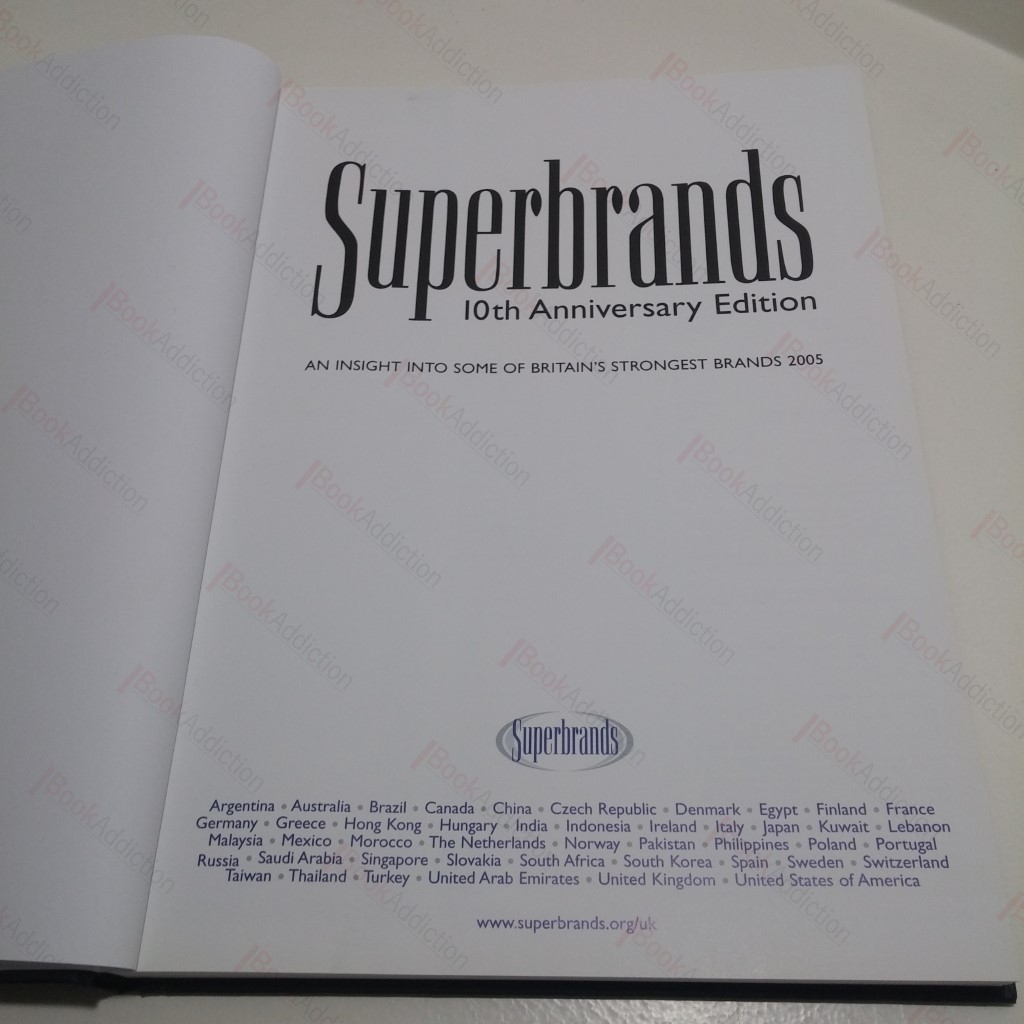 Superbrands
10th Anniversary Edition
AN INSIGHT INTO SOME OF BRITAIN'S STRONGEST BRANDS 2005
Superbrands
Argentina • Australia • Brazil • Canada • China • Czech Republic • Denmark • Egypt • Finland • France
Germany • Greece • Hong Kong • Hungary • India • Indonesia • Ireland • Italy • Japan • Kuwait • Lebanon
Malaysia • Mexico • Morocco • The Netherlands • Norway • Pakistan • Philippines • Poland • Portugal
Russia • Saudi Arabia • Singapore • Slovakia • South Africa • South Korea • Spain • Sweden • Switzerland
Taiwan • Thailand • Turkey • United Arab Emirates • United Kingdom • United States of America
www.superbrands.org/uk
BookAddiction